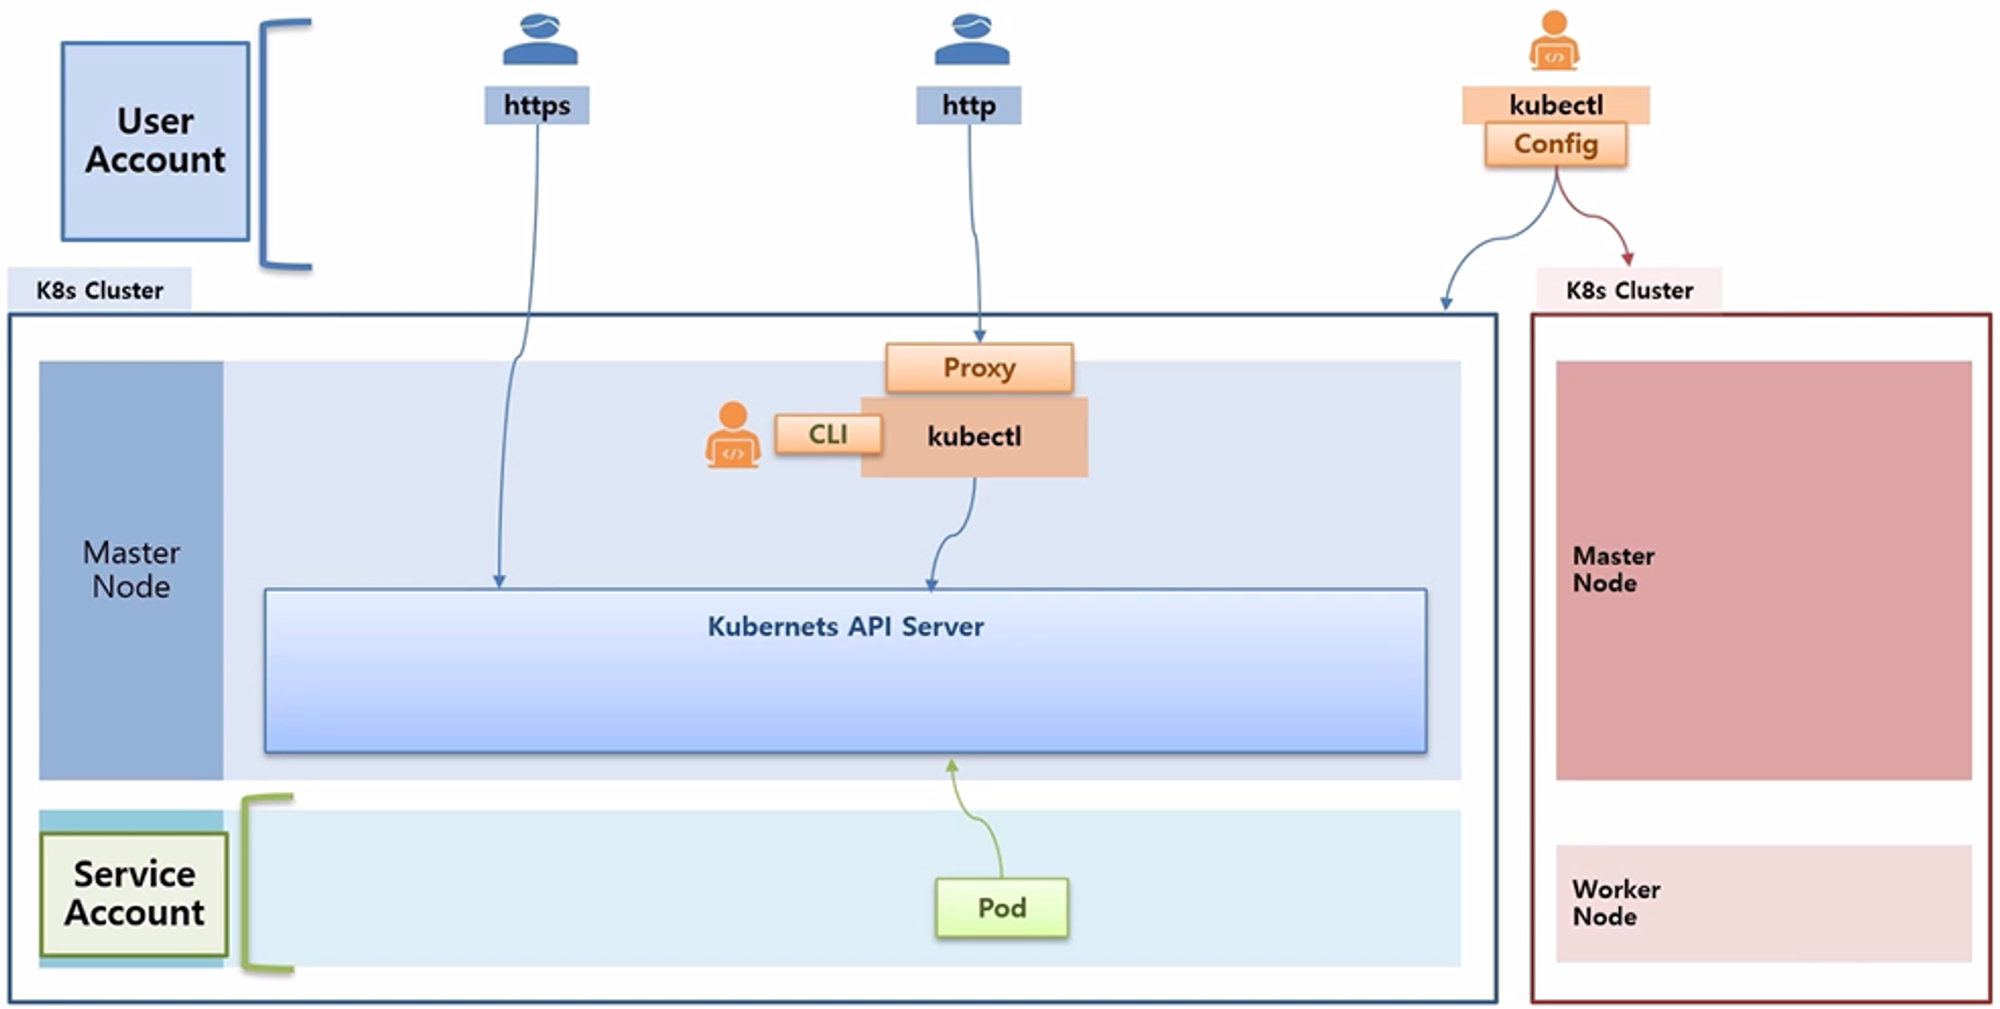 User
Account
https
http
kubectl
Config
K8s Cluster
K8s Cluster
Proxy
CLI
kubectl
Master
Node
Kubernets API Server
Master
Node
Service
Account
Pod
Worker
Node